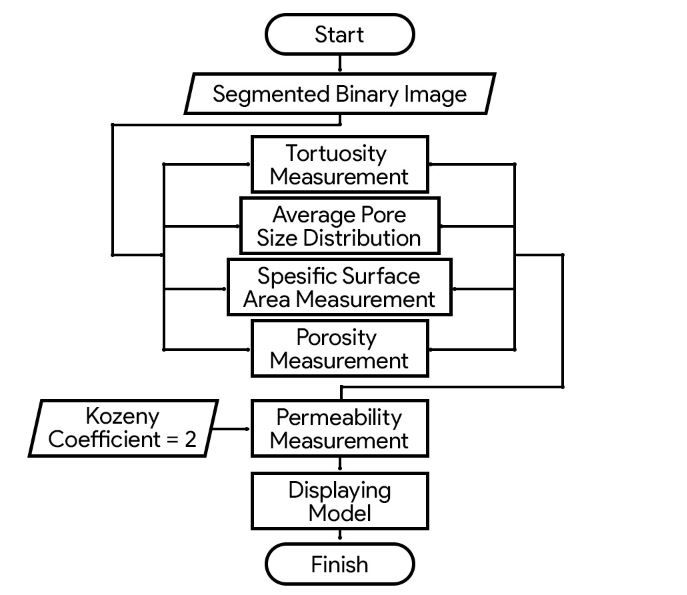 Start
Segmented Binary Image
Tortuosity
Measurement
Average Pore
Size Distribution
Spesific Surface
Area Measurement
Porosity
Measurement
Kozeny
Coefficient = 2
Permeability
Measurement
Displaying
Model
Finish